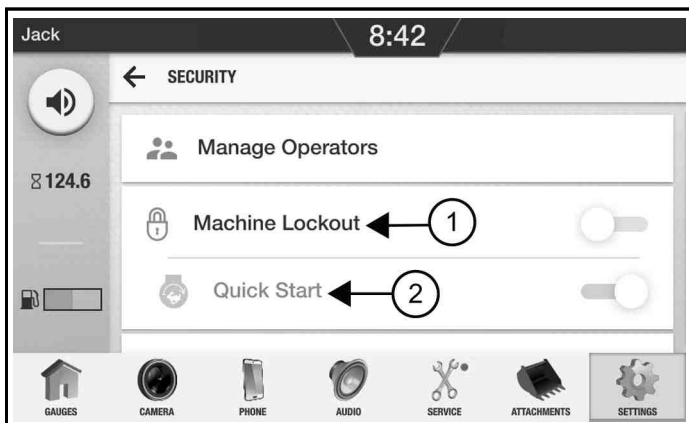 Jack
8:42
← SECURITY
Manage Operators
124.6
Machine Lockout
1
Quick Start
2
GAUGES
CAMERA
PHONE
AUDIO
SERVICE
ATTACHMENTS
SETTINGS